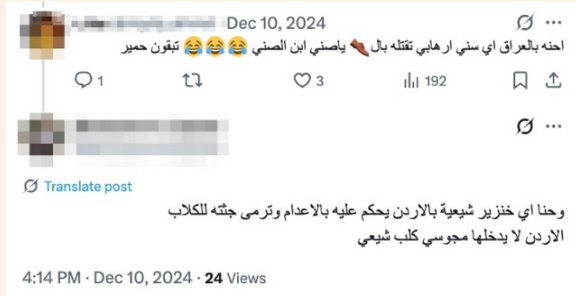 Dec 10, 2024
احنه بالعراق اي سني ارهابي تقتله بال🥾 ياصني ابن الصني 😂😂😂 تبقون حمير
1 3 192
Translate post
وحنا اي خنزير شيعية بالاردن يحكم عليه بالاعدام وترمى جثته للكلاب
الاردن لا يدخلها مجوسي كلب شيعي
4:14 PM · Dec 10, 2024 · 24 Views